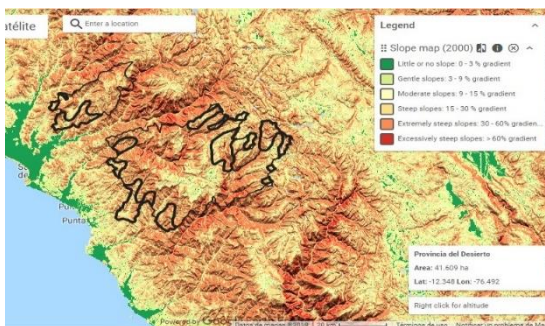 atélite
Enter a location
Legend
Slope map (2000)
Little or no slope: 0 - 3 % gradient
Gentle slopes: 3 - 9 % gradient
Moderate slopes: 9 - 15 % gradient
Steep slopes: 15 - 30 % gradient
Extremely steep slopes: 30 - 60% gradien...
Excessively steep slopes: > 60% gradient
Punta
Provincia del Desierto
Area: 41.609 ha
Lat: -12.348 Lon: -76.492
Right click for altitude
Powered by